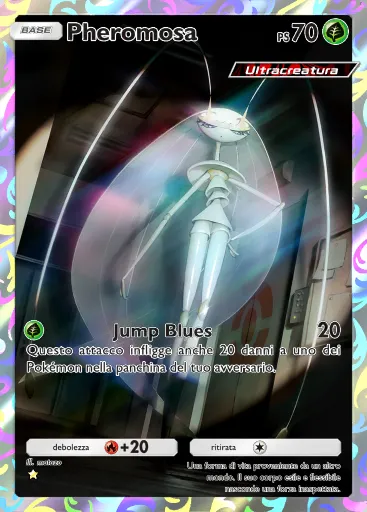 BASE Pheromosa PS 70
Ultracreatura
Jump Blues 20
Questo attacco infligge anche 20 danni a uno dei
Pokémon nella panchina del tuo avversario.
debolezza +20 ritirata
Ill. mobozo
Una forma di vita proveniente da un altro
mondo. Il suo corpo esile e flessibile
nasconde una forza inaspettata.